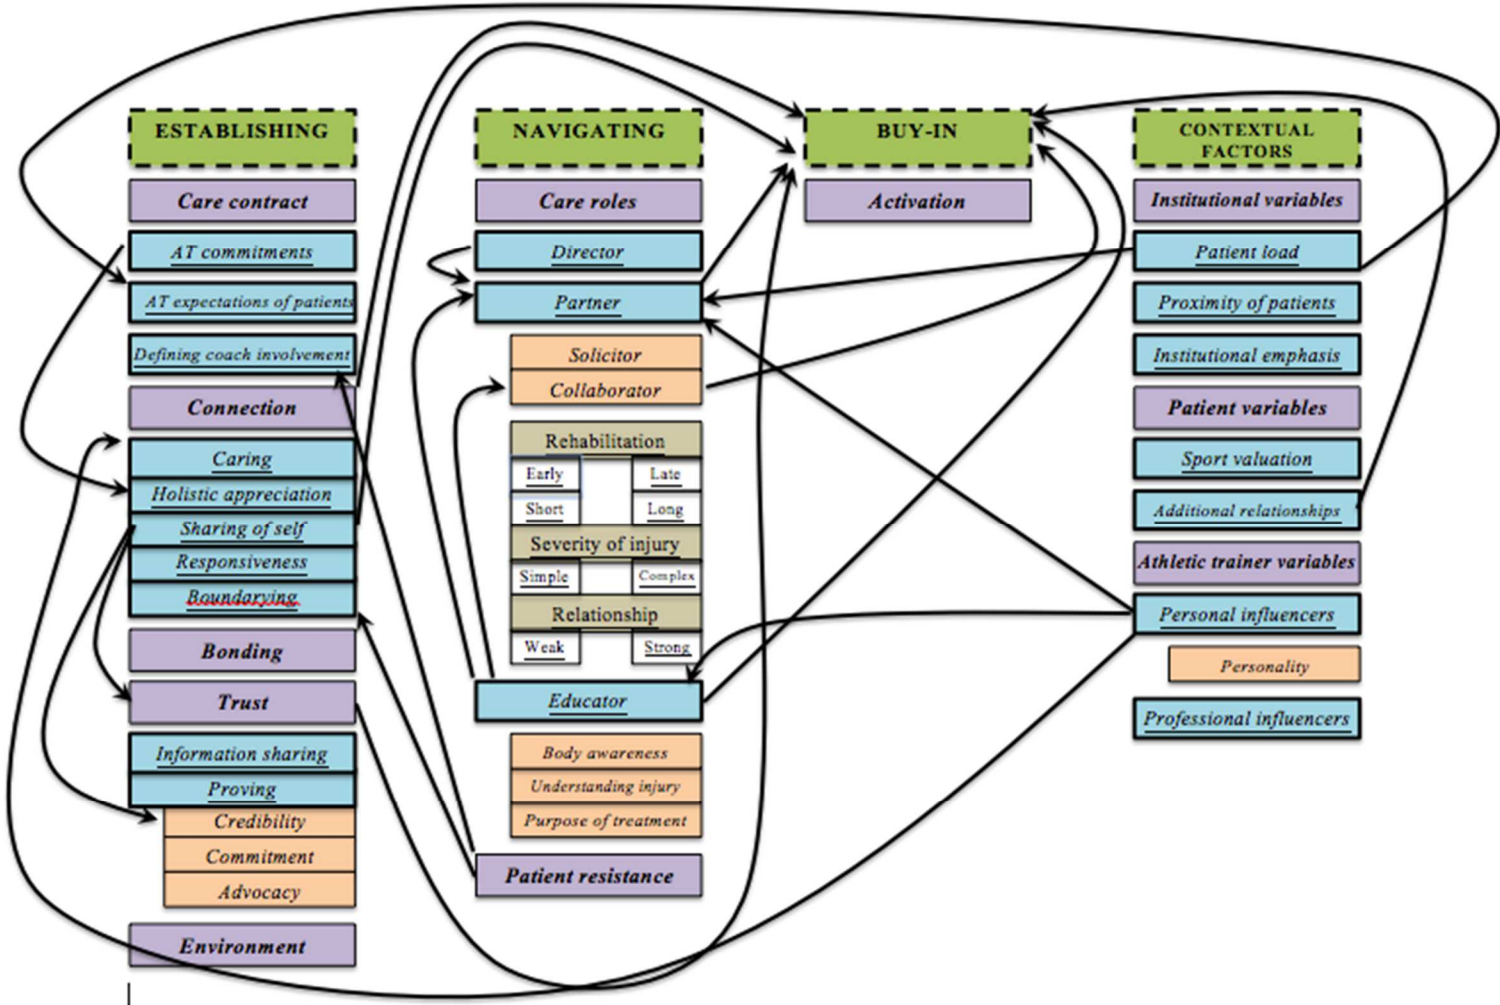 ESTABLISHING
Care contract
AT commitments
AT expectations of patients
Defining coach involvement
Connection
Caring
Holistic appreciation
Sharing of self
Responsiveness
Boundarying
Bonding
Trust
Information sharing
Proving
Credibility
Commitment
Advocacy
Environment
NAVIGATING
Care roles
Director
Partner
Solicitor
Collaborator
Rehabilitation
Early Late
Short Long
Severity of injury
Simple Complex
Relationship
Weak Strong
Educator
Body awareness
Understanding injury
Purpose of treatment
Patient resistance
BUY-IN
Activation
CONTEXTUAL
FACTORS
Institutional variables
Patient load
Proximity of patients
Institutional emphasis
Patient variables
Sport valuation
Additional relationships
Athletic trainer variables
Personal influencers
Personality
Professional influencers